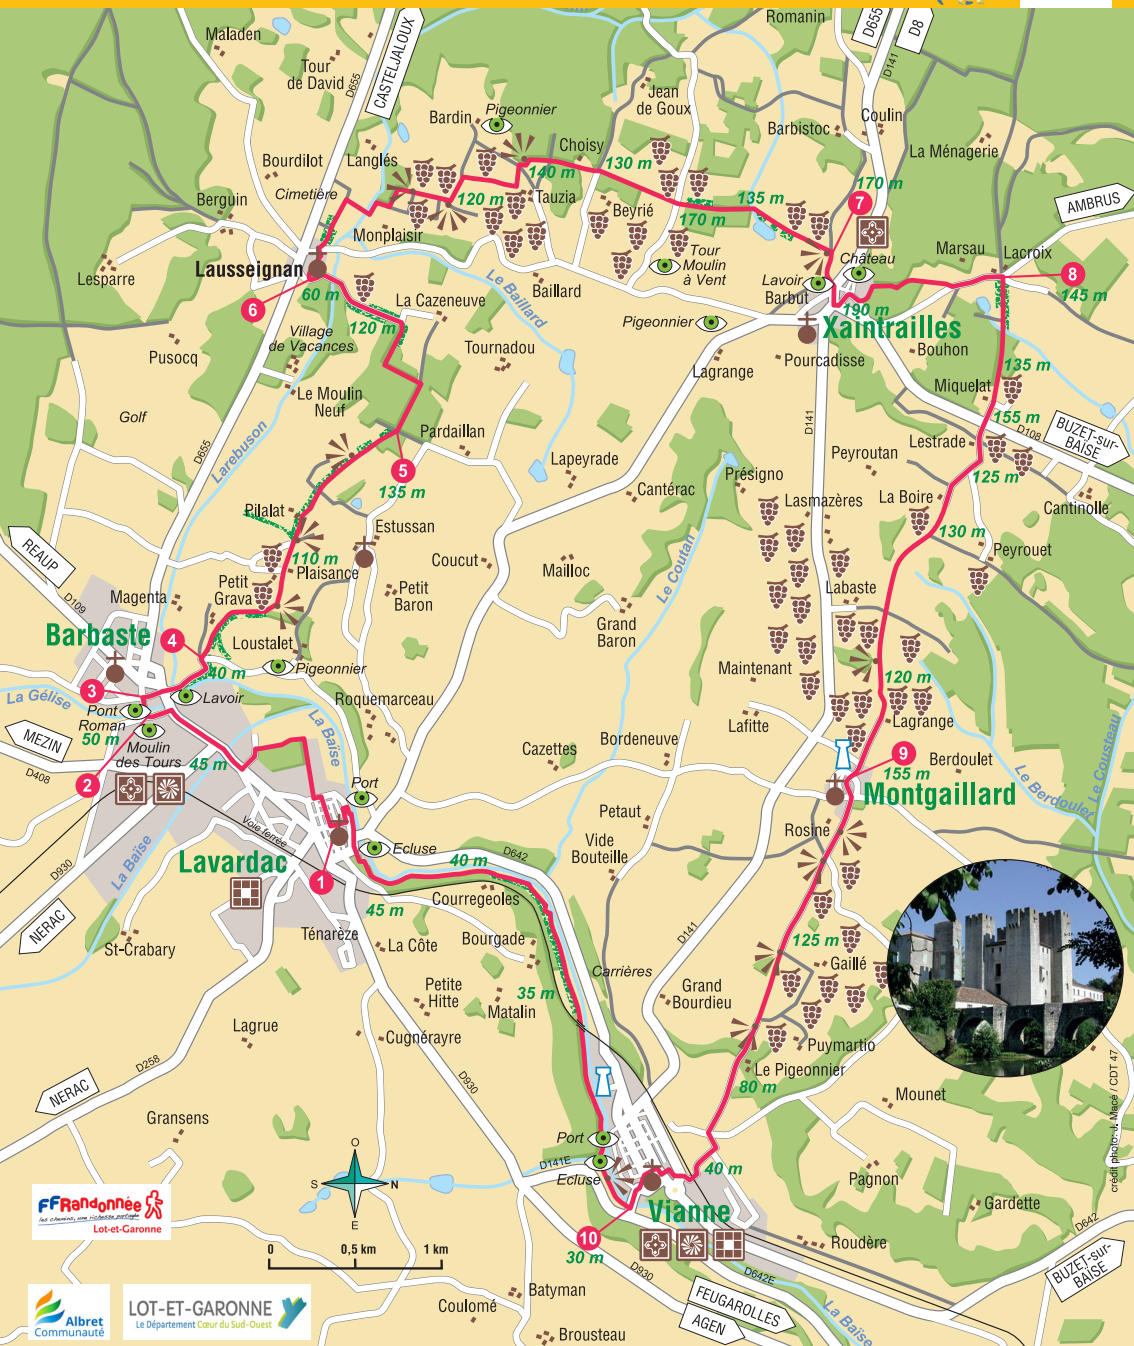 Romanin
Maladen
Tour
de David
D655
CASTELJALOUX
D655
D8
D141
Jean
de Goux
Pigeonnier
Bardin
Choisy
Barbistoc
Coulin
La Ménagerie
Bourdilot
Langlés
Cimetière
Berguin
130 m
140 m
120 m
Tauzia
135 m
170 m
170 m
7
AMBRUS
Beyrié
Monplaisir
Lausseignan
Lesparre
6
60 m
120 m
La Cazeneuve
Le Baillard
Baillard
Tour
Moulin
à Vent
Lavoir
Barbut
Château
Marsau
Lacroix
8
145 m
190 m
Xaintrailles
Pigeonnier
Village
de Vacances
Pusocq
Tournadou
Lagrange
Pourcadisse
Bouhon
135 m
Miquelat
Le Moulin
Neuf
Golf
D655
Larebuson
Pardaillan
155 m
D108
BUZET-sur-
BAÏSE
D141
Lestrade
Peyroutan
125 m
5
135 m
Lapeyrade
Cantérac
Présigno
Lasmazères
La Boire
Cantinolle
Pilalat
Estussan
130 m
Peyrouet
REAUP
D109
110 m
Plaisance
Coucut
Mailloc
Le Coutan
Labaste
Magenta
Petit
Grava
Petit
Baron
Grand
Baron
Barbaste
4
Loustalet
40 m
Pigeonnier
Maintenant
120 m
3
La Gélise
Pont
Roman
50 m
Lavoir
Roquemarceau
La Baïse
Lafitte
Lagrange
MEZIN
D408
Moulin
des Tours
45 m
2
Cazettes
Bordeneuve
9
155 m
Berdoulet
Le Berdoulet
Le Cousteau
Montgaillard
Port
Voie ferrée
Petaut
Rosine
Ecluse
D642
40 m
Vide
Bouteille
Lavardac
La Baïse
D930
1
45 m
Courregeoles
NERAC
St-Crabary
Ténarèze
La Côte
Bourgade
D141
125 m
Gaillé
Carrières
Petite
Hitte
Matalin
35 m
Grand
Bourdieu
Lagrue
Cugnérayre
Puymartio
Le Pigeonnier
80 m
D258
D930
NERAC
Mounet
Gransens
Port
D141E
Ecluse
40 m
Pagnon
Gardette
crédit photo: J. Macé / CDT 47
O
S
N
E
Vianne
10
30 m
D930
D642E
Roudère
D642
BUZET-sur-
BAÏSE
FFRandonnée
les chemins, une richesse partagée
Lot-et-Garonne
0 0,5 km 1 km
Batyman
Coulomé
Brousteau
FEUGAROLLES
AGEN
La Baïse
Albret
Communauté
LOT-ET-GARONNE
Le Département Cœur du Sud-Ouest